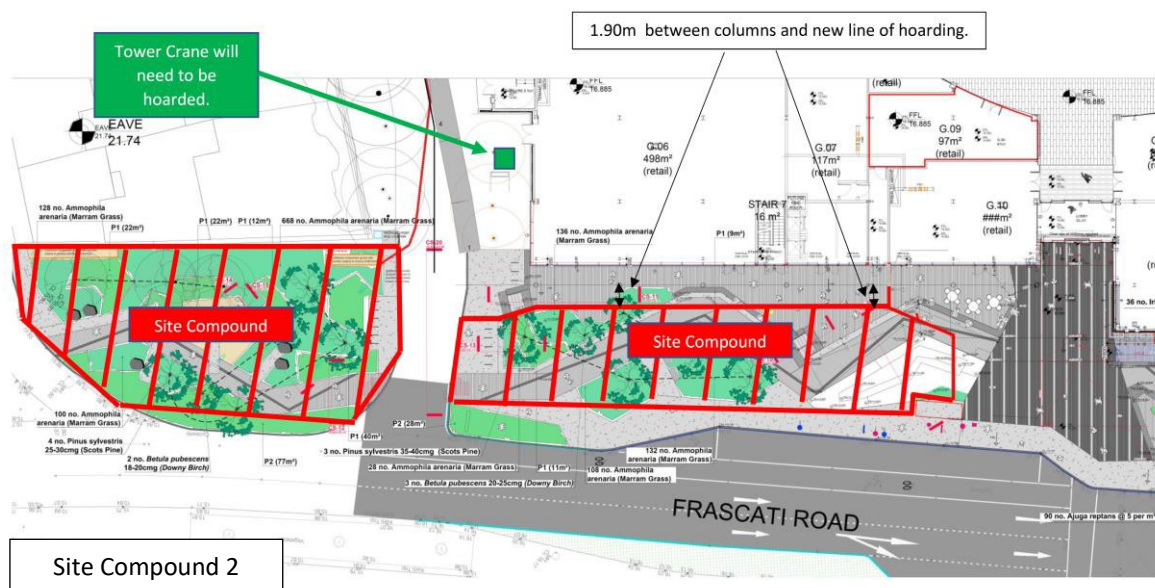 1.90m between columns and new line of hoarding.
Tower Crane will
need to be
hoarded.
EAVE
21.74
FFL
16.885
G.06
498m²
(retail)
G.07
117m²
(retail)
G.09
97m²
(retail)
FFL
16.885
STAIR 7
16 m²
G.10
###m²
(retail)
LOBBY
128 no. Ammophila
arenaria (Marram Grass)
P1 (22m²)
P1 (22m²)
P1 (12m²)
668 no. Ammophila arenaria (Marram Grass)
136 no. Ammophila arenaria
(Marram Grass)
P1 (9m²)
CS-20
36 no. Iri
Site Compound
Site Compound
100 no. Ammophila
arenaria (Marram Grass)
4 no. Pinus sylvestris
25-30cmg (Scots Pine)
2 no. Betula pubescens
18-20cmg (Downy Birch)
P2 (77m²)
P1 (40m²)
P2 (28m²)
3 no. Pinus sylvestris 35-40cmg (Scots Pine)
28 no. Ammophila arenaria (Marram Grass)
P1 (11m²)
3 no. Betula pubescens 20-25cmg (Downy Birch)
132 no. Ammophila
arenaria (Marram Grass)
108 no. Ammophila
arenaria (Marram Grass)
FRASCATI ROAD
90 no. Ajuga reptans @ 5 per m²
Site Compound 2